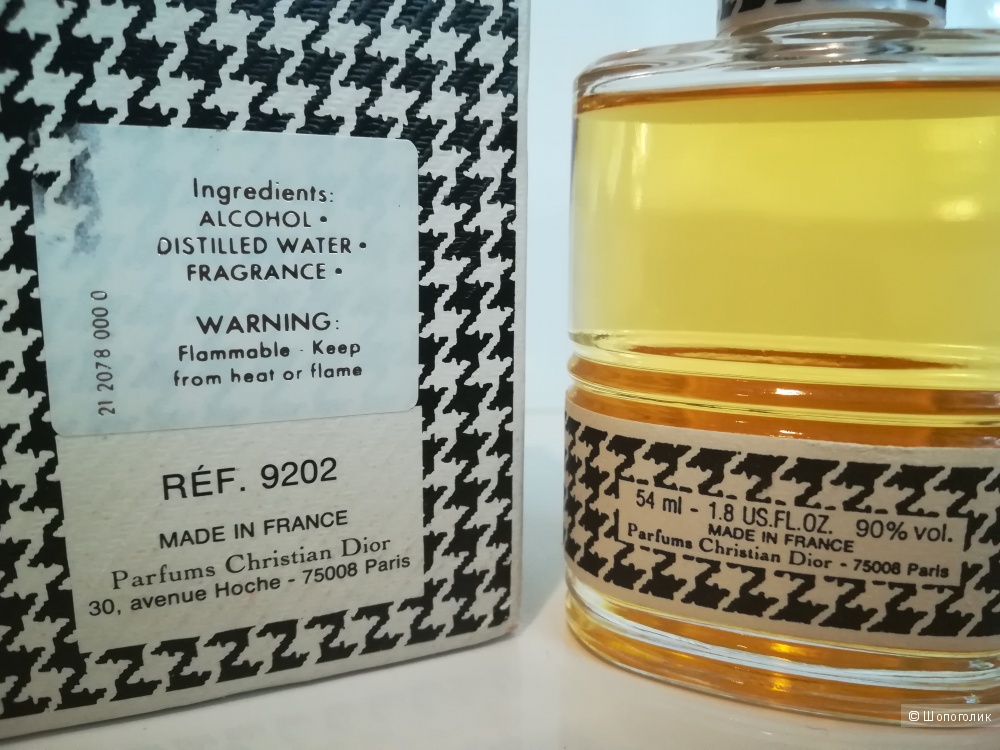 Ingredients:
ALCOHOL •
DISTILLED WATER •
FRAGRANCE •
WARNING:
Flammable - Keep
from heat or flame
21 2078 000 0
RÉF. 9202
MADE IN FRANCE
Parfums Christian Dior
30, avenue Hoche - 75008 Paris
54 ml - 1.8 US.FL.OZ. 90% vol.
MADE IN FRANCE
Parfums Christian Dior - 75008 Paris
© Шопоголик